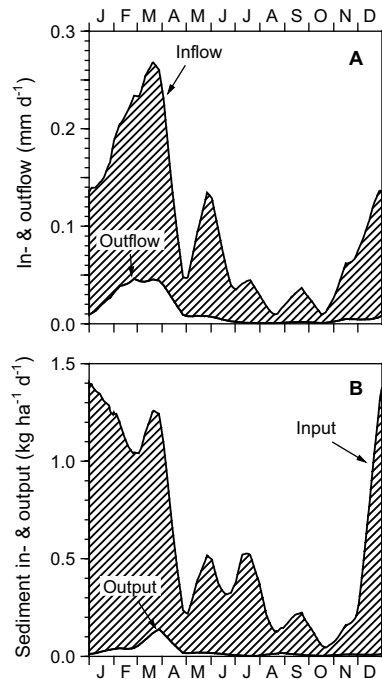 J F M A M J J A S O N D
A
Inflow
Outflow
In- & outflow (mm d-1)
0.3
0.2
0.1
0.0
B
Input
Output
Sediment in- & output (kg ha-1 d-1)
1.5
1.0
0.5
0.0
J F M A M J J A S O N D